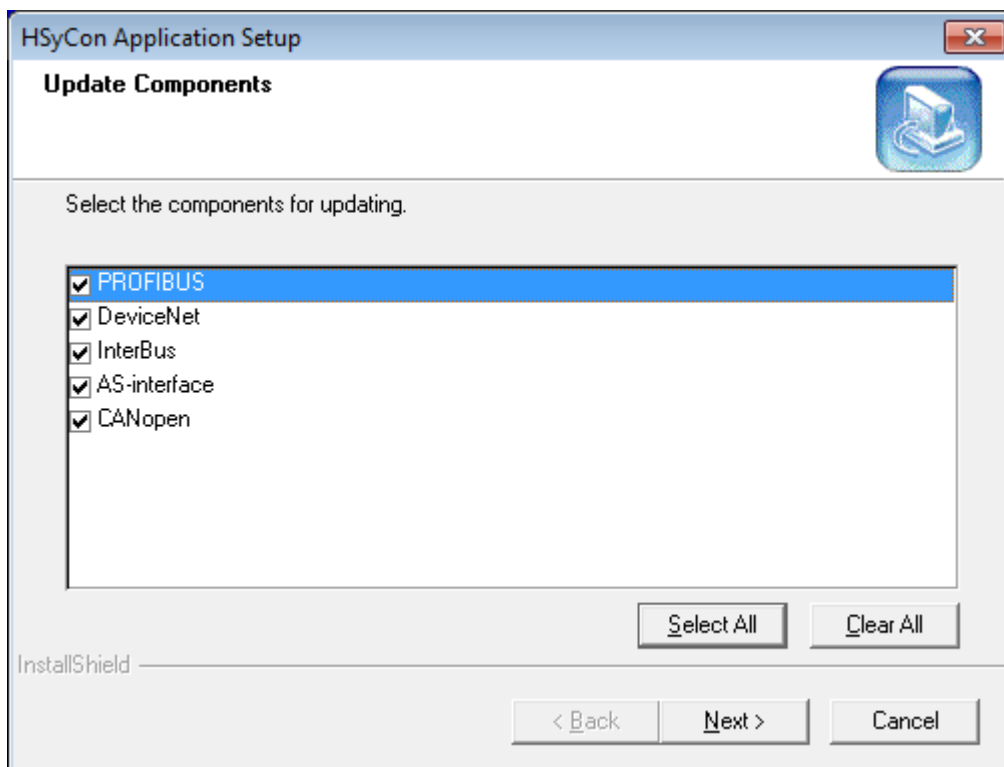 HSyCon Application Setup
Update Components
Select the components for updating.
PROFIBUS
DeviceNet
InterBus
AS-interface
CANopen
Select All
Clear All
InstallShield
< Back
Next >
Cancel